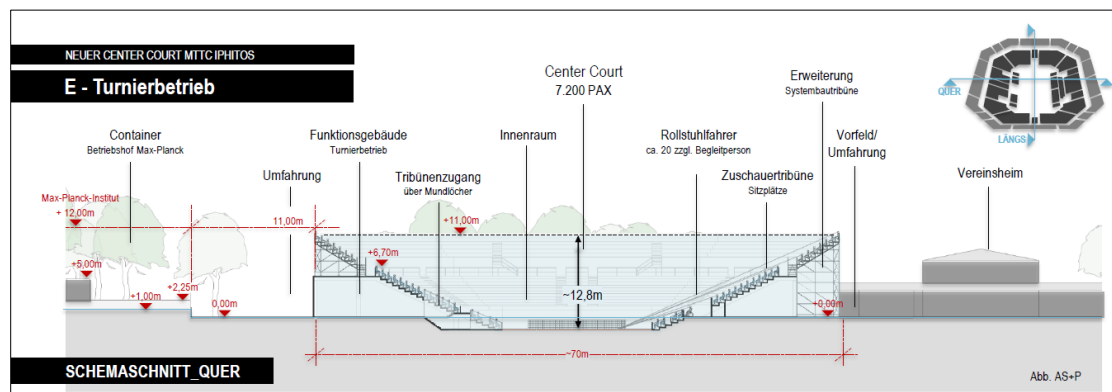 NEUER CENTER COURT MTTC IPHITOS
E - Turnierbetrieb
Center Court
7.200 PAX
Erweiterung
Systembautribüne
QUER
LÄNGS
Container
Betriebshof Max-Planck
Funktionsgebäude
Turnierbetrieb
Innenraum
Rollstuhlfahrer
ca. 20 zzgl. Begleitperson
Vorfeld/
Umfahrung
Umfahrung
Tribünenzugang
über Mundlöcher
Zuschauertribüne
Sitzplätze
Vereinsheim
Max-Planck-Institut
+ 12,00m
11,00m
+11,00m
+6,70m
+5,00m
+2,25m
+1,00m
0,00m
~12,8m
+0,00m
~70m
SCHEMASCHNITT_QUER
Abb. AS+P